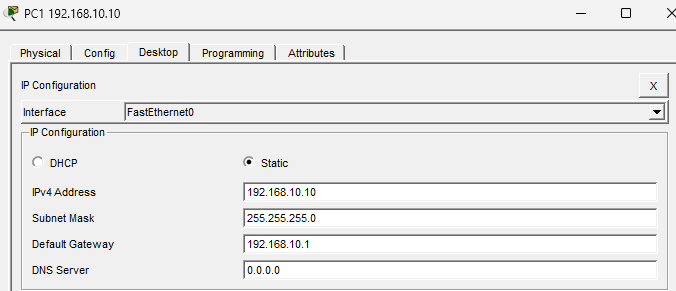 PC1 192.168.10.10
Physical Config Desktop Programming Attributes
IP Configuration X
Interface FastEthernet0
IP Configuration
DHCP Static
IPv4 Address 192.168.10.10
Subnet Mask 255.255.255.0
Default Gateway 192.168.10.1
DNS Server 0.0.0.0